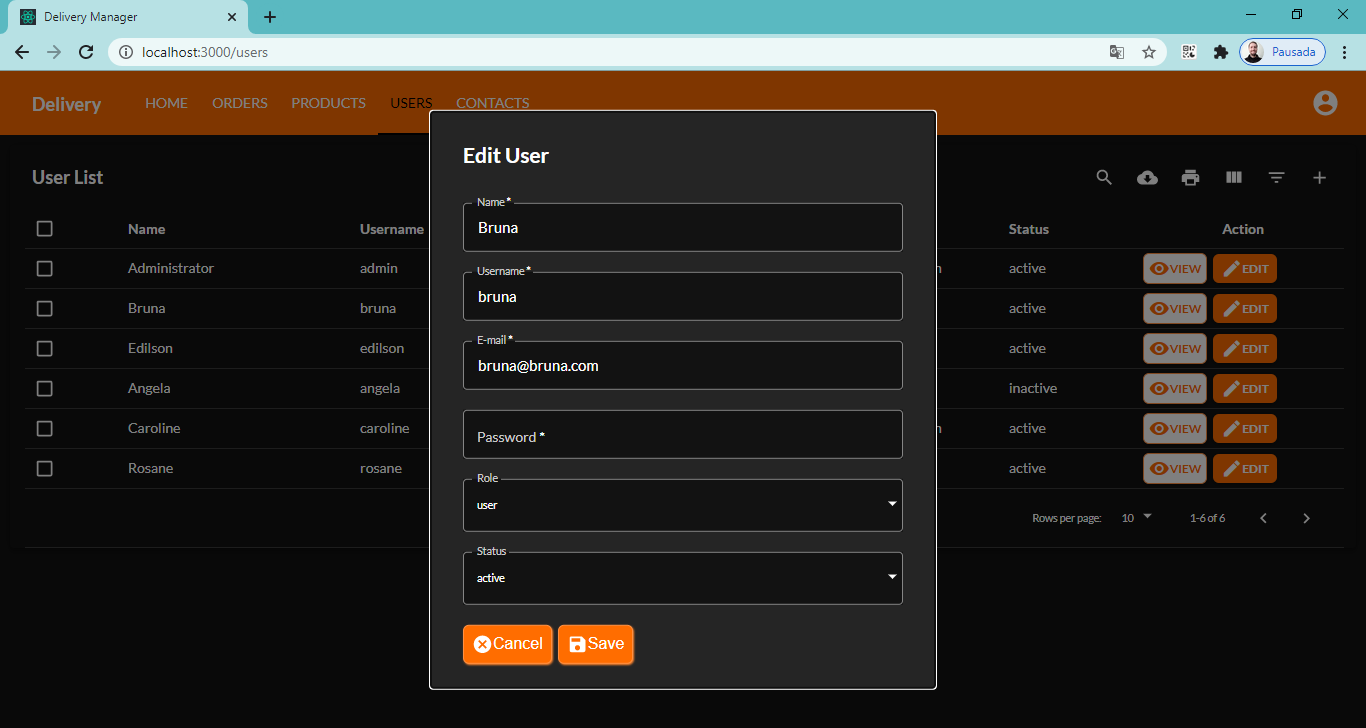 Delivery Manager
localhost:3000/users
Pausada
Delivery HOME ORDERS PRODUCTS USERS CONTACTS
User List
Name Username Status Action
Administrator admin active VIEW EDIT
Bruna bruna active VIEW EDIT
Edilson edilson active VIEW EDIT
Angela angela inactive VIEW EDIT
Caroline caroline active VIEW EDIT
Rosane rosane active VIEW EDIT
Rows per page: 10 1-6 of 6
Edit User
Name *
Bruna
Username *
bruna
E-mail *
bruna@bruna.com
Password *
Role
user
Status
active
Cancel Save